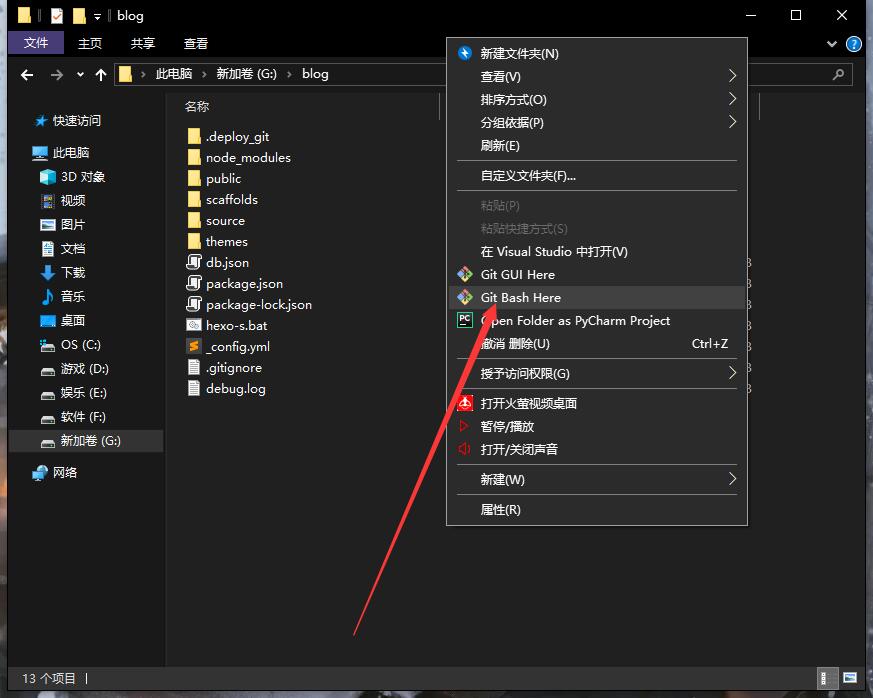 blog
文件 主页 共享 查看
此电脑 新加卷 (G:) blog
名称
快速访问
此电脑
3D 对象
视频
图片
文档
下载
音乐
桌面
OS (C:)
游戏 (D:)
娱乐 (E:)
软件 (F:)
新加卷 (G:)
网络
.deploy_git
node_modules
public
scaffolds
source
themes
db.json
package.json
package-lock.json
hexo-s.bat
_config.yml
.gitignore
debug.log
新建文件夹(N)
查看(V)
排序方式(O)
分组依据(P)
刷新(E)
自定义文件夹(F)...
粘贴(P)
粘贴快捷方式(S)
在 Visual Studio 中打开(V)
Git GUI Here
Git Bash Here
Open Folder as PyCharm Project
撤消 删除(U) Ctrl+Z
授予访问权限(G)
打开火萤视频桌面
暂停/播放
打开/关闭声音
新建(W)
属性(R)
13 个项目